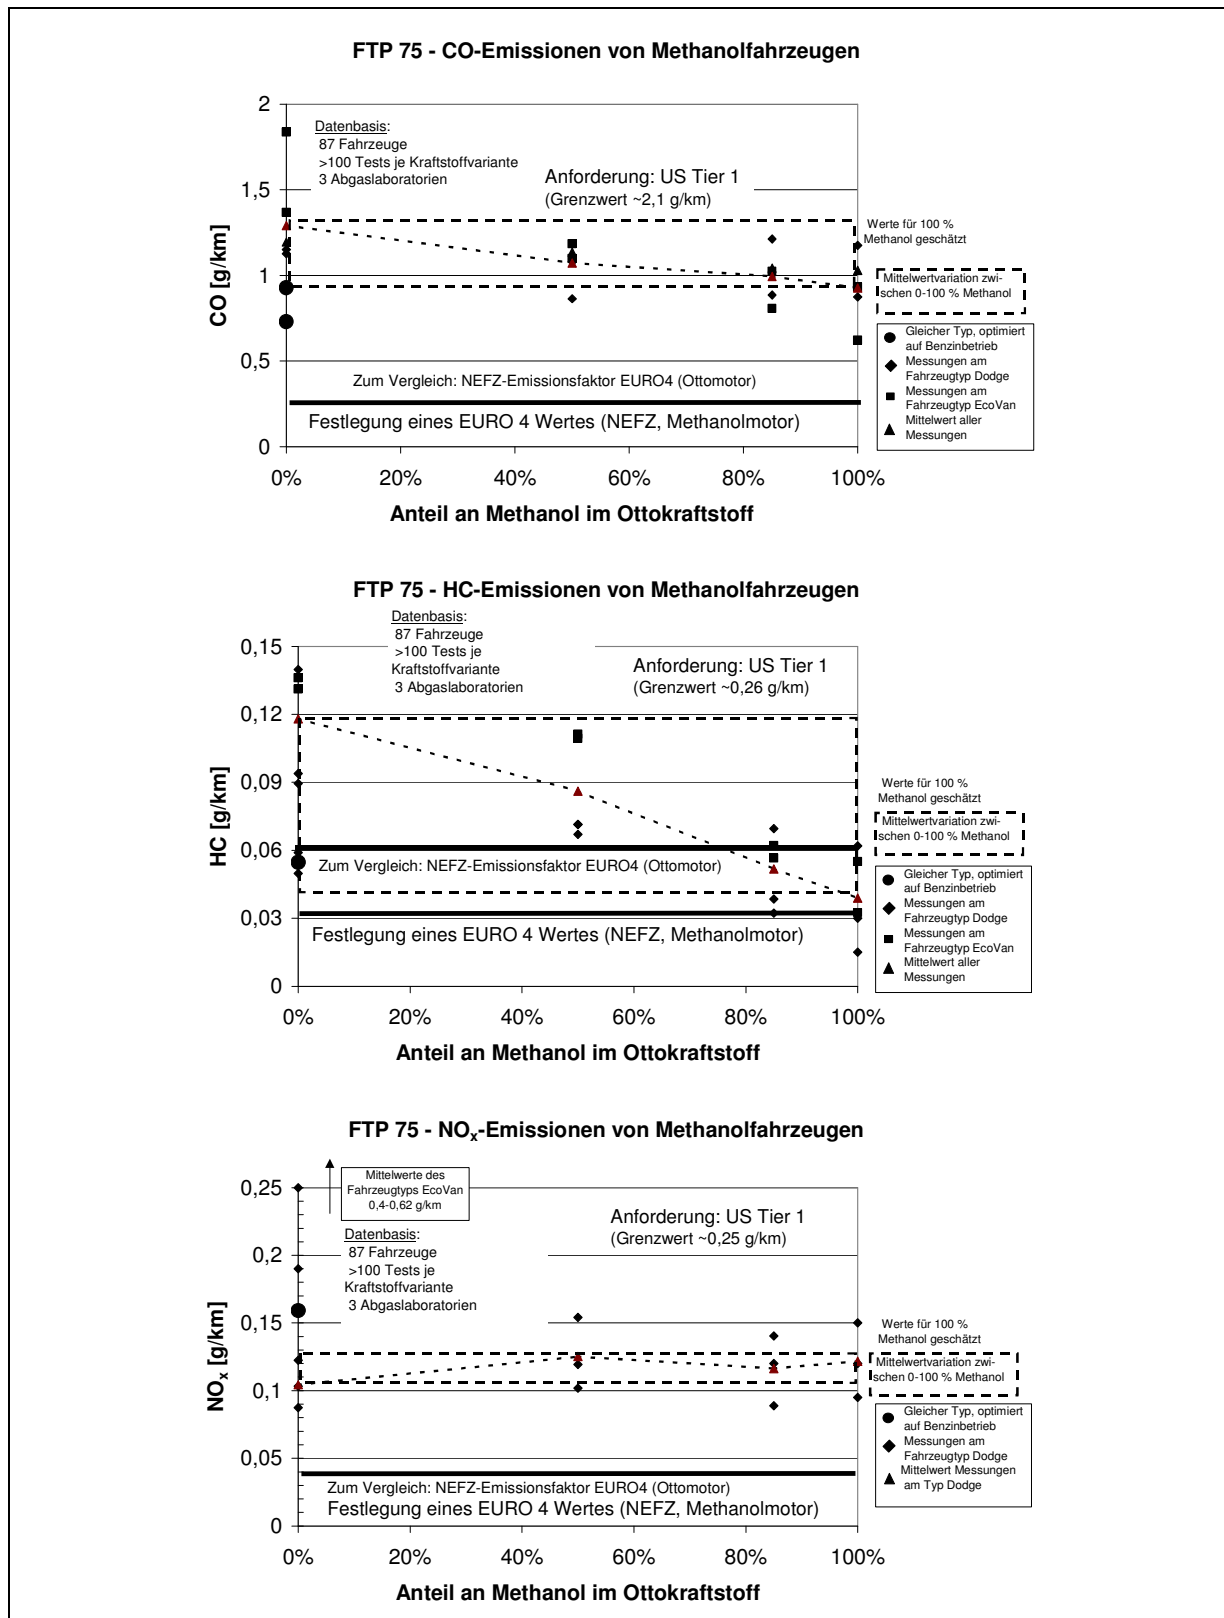 FTP 75 - CO-Emissionen von Methanolfahrzeugen
2
1,5
1
0,5
0
CO [g/km]
Datenbasis:
87 Fahrzeuge
>100 Tests je Kraftstoffvariante
3 Abgaslaboratorien
Anforderung: US Tier 1
(Grenzwert ~2,1 g/km)
Werte für 100 %
Methanol geschätzt
Mittelwertvariation zwi-
schen 0-100 % Methanol
Gleicher Typ, optimiert
auf Benzinbetrieb
Messungen am
Fahrzeugtyp Dodge
Messungen am
Fahrzeugtyp EcoVan
Mittelwert aller
Messungen
Zum Vergleich: NEFZ-Emissionsfaktor EURO4 (Ottomotor)
Festlegung eines EURO 4 Wertes (NEFZ, Methanolmotor)
0% 20% 40% 60% 80% 100%
Anteil an Methanol im Ottokraftstoff
FTP 75 - HC-Emissionen von Methanolfahrzeugen
0,15
0,12
0,09
0,06
0,03
0
HC [g/km]
Datenbasis:
87 Fahrzeuge
>100 Tests je
Kraftstoffvariante
3 Abgaslaboratorien
Anforderung: US Tier 1
(Grenzwert ~0,26 g/km)
Werte für 100 %
Methanol geschätzt
Mittelwertvariation zwi-
schen 0-100 % Methanol
Gleicher Typ, optimiert
auf Benzinbetrieb
Messungen am
Fahrzeugtyp Dodge
Messungen am
Fahrzeugtyp EcoVan
Mittelwert aller
Messungen
Zum Vergleich: NEFZ-Emissionsfaktor EURO4 (Ottomotor)
Festlegung eines EURO 4 Wertes (NEFZ, Methanolmotor)
0% 20% 40% 60% 80% 100%
Anteil an Methanol im Ottokraftstoff
FTP 75 - NOx-Emissionen von Methanolfahrzeugen
0,25
0,2
0,15
0,1
0,05
0
NOx [g/km]
Mittelwerte des
Fahrzeugtyps EcoVan
0,4-0,62 g/km
Datenbasis:
87 Fahrzeuge
>100 Tests je
Kraftstoffvariante
3 Abgaslaboratorien
Anforderung: US Tier 1
(Grenzwert ~0,25 g/km)
Werte für 100 %
Methanol geschätzt
Mittelwertvariation zwi-
schen 0-100 % Methanol
Gleicher Typ, optimiert
auf Benzinbetrieb
Messungen am
Fahrzeugtyp Dodge
Mittelwert Messungen
am Typ Dodge
Zum Vergleich: NEFZ-Emissionsfaktor EURO4 (Ottomotor)
Festlegung eines EURO 4 Wertes (NEFZ, Methanolmotor)
0% 20% 40% 60% 80% 100%
Anteil an Methanol im Ottokraftstoff